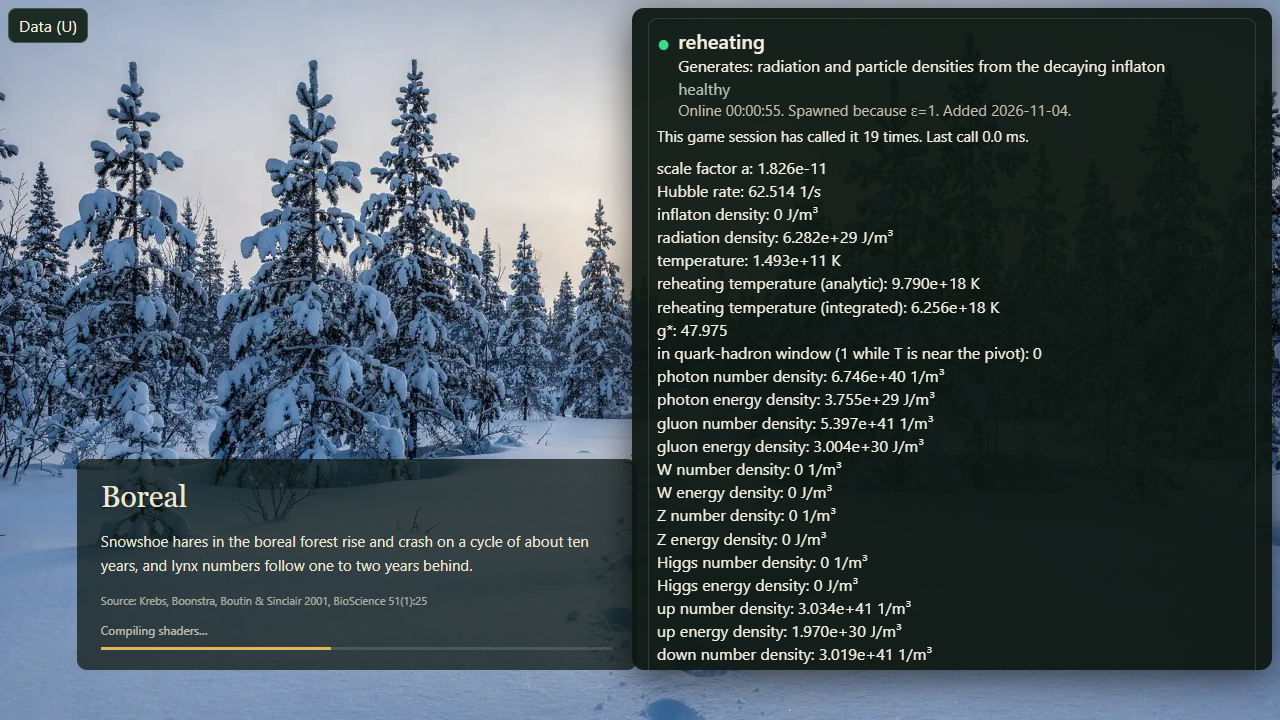 Data (U)
reheating
Generates: radiation and particle densities from the decaying inflaton
healthy
Online 00:00:55. Spawned because ε=1. Added 2026-11-04.
This game session has called it 19 times. Last call 0.0 ms.
scale factor a: 1.826e-11
Hubble rate: 62.514 1/s
inflaton density: 0 J/m³
radiation density: 6.282e+29 J/m³
temperature: 1.493e+11 K
reheating temperature (analytic): 9.790e+18 K
reheating temperature (integrated): 6.256e+18 K
g*: 47.975
in quark-hadron window (1 while T is near the pivot): 0
photon number density: 6.746e+40 1/m³
photon energy density: 3.755e+29 J/m³
gluon number density: 5.397e+41 1/m³
gluon energy density: 3.004e+30 J/m³
W number density: 0 1/m³
W energy density: 0 J/m³
Z number density: 0 1/m³
Z energy density: 0 J/m³
Higgs number density: 0 1/m³
Higgs energy density: 0 J/m³
up number density: 3.034e+41 1/m³
up energy density: 1.970e+30 J/m³
down number density: 3.019e+41 1/m³
Boreal
Snowshoe hares in the boreal forest rise and crash on a cycle of about ten
years, and lynx numbers follow one to two years behind.
Source: Krebs, Boonstra, Boutin & Sinclair 2001, BioScience 51(1):25
Compiling shaders...